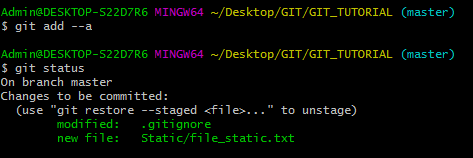 Admin@DESKTOP-S22D7R6 MINGW64 ~/Desktop/GIT/GIT_TUTORIAL (master)
$ git add --a
Admin@DESKTOP-S22D7R6 MINGW64 ~/Desktop/GIT/GIT_TUTORIAL (master)
$ git status
On branch master
Changes to be committed:
  (use "git restore --staged <file>..." to unstage)
        modified:   .gitignore
        new file:   Static/file_static.txt